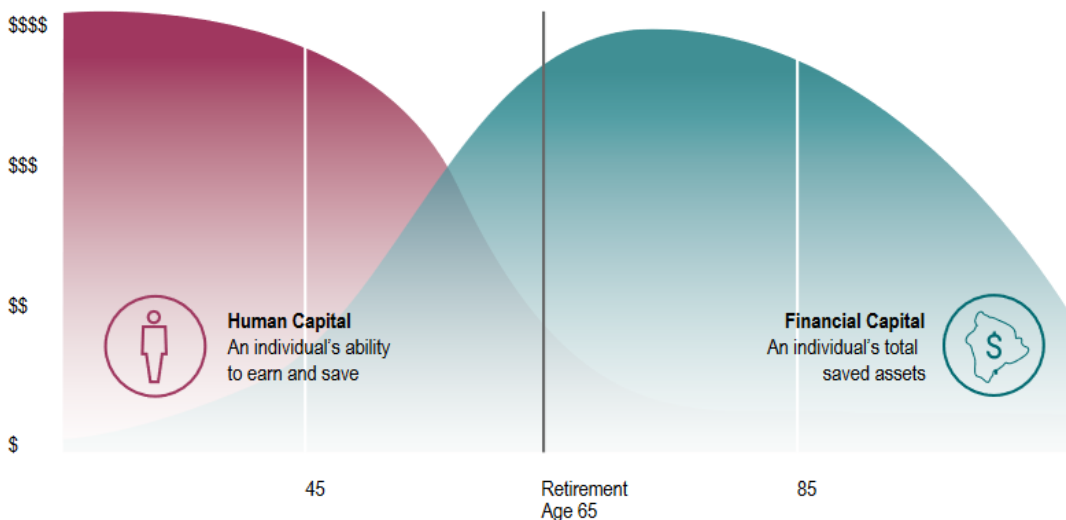 $$$$
$$$
$$
$
Human Capital
An individual's ability
to earn and save
Financial Capital
An individual's total
saved assets
$
45
Retirement
Age 65
85